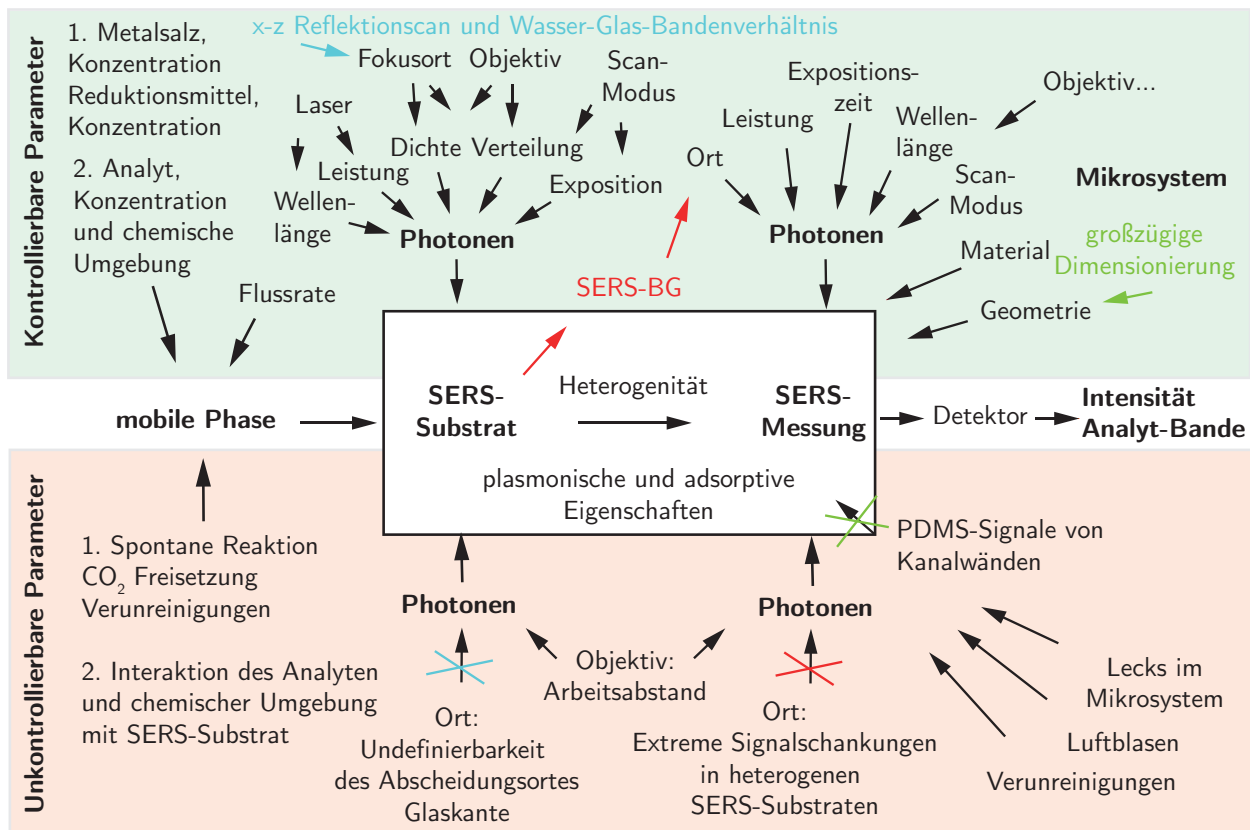 Kontrollierbare Parameter
1. Metalsalz,
Konzentration
Reduktionsmittel,
Konzentration
2. Analyt,
Konzentration
und chemische
Umgebung
Flussrate
x-z Reflektionscan und Wasser-Glas-Bandenverhältnis
Fokusort
Objektiv
Scan-
Modus
Laser
Dichte
Verteilung
Leistung
Exposition
Wellen-
länge
Photonen
Expositions-
zeit
Objektiv...
Leistung
Wellen-
länge
Ort
Scan-
Modus
Photonen
Mikrosystem
Material
großzügige
Dimensionierung
Geometrie
SERS-BG
mobile Phase
SERS-
Substrat
Heterogenität
SERS-
Messung
plasmonische und adsorptive
Eigenschaften
Detektor
Intensität
Analyt-Bande
Unkontrollierbare Parameter
1. Spontane Reaktion
CO₂ Freisetzung
Verunreinigungen
2. Interaktion des Analyten
und chemischer Umgebung
mit SERS-Substrat
Photonen
Ort:
Undefinierbarkeit
des Abscheidungsortes
Glaskante
Objektiv:
Arbeitsabstand
Photonen
Ort:
Extreme Signalschankungen
in heterogenen
SERS-Substraten
PDMS-Signale von
Kanalwänden
Lecks im
Mikrosystem
Luftblasen
Verunreinigungen